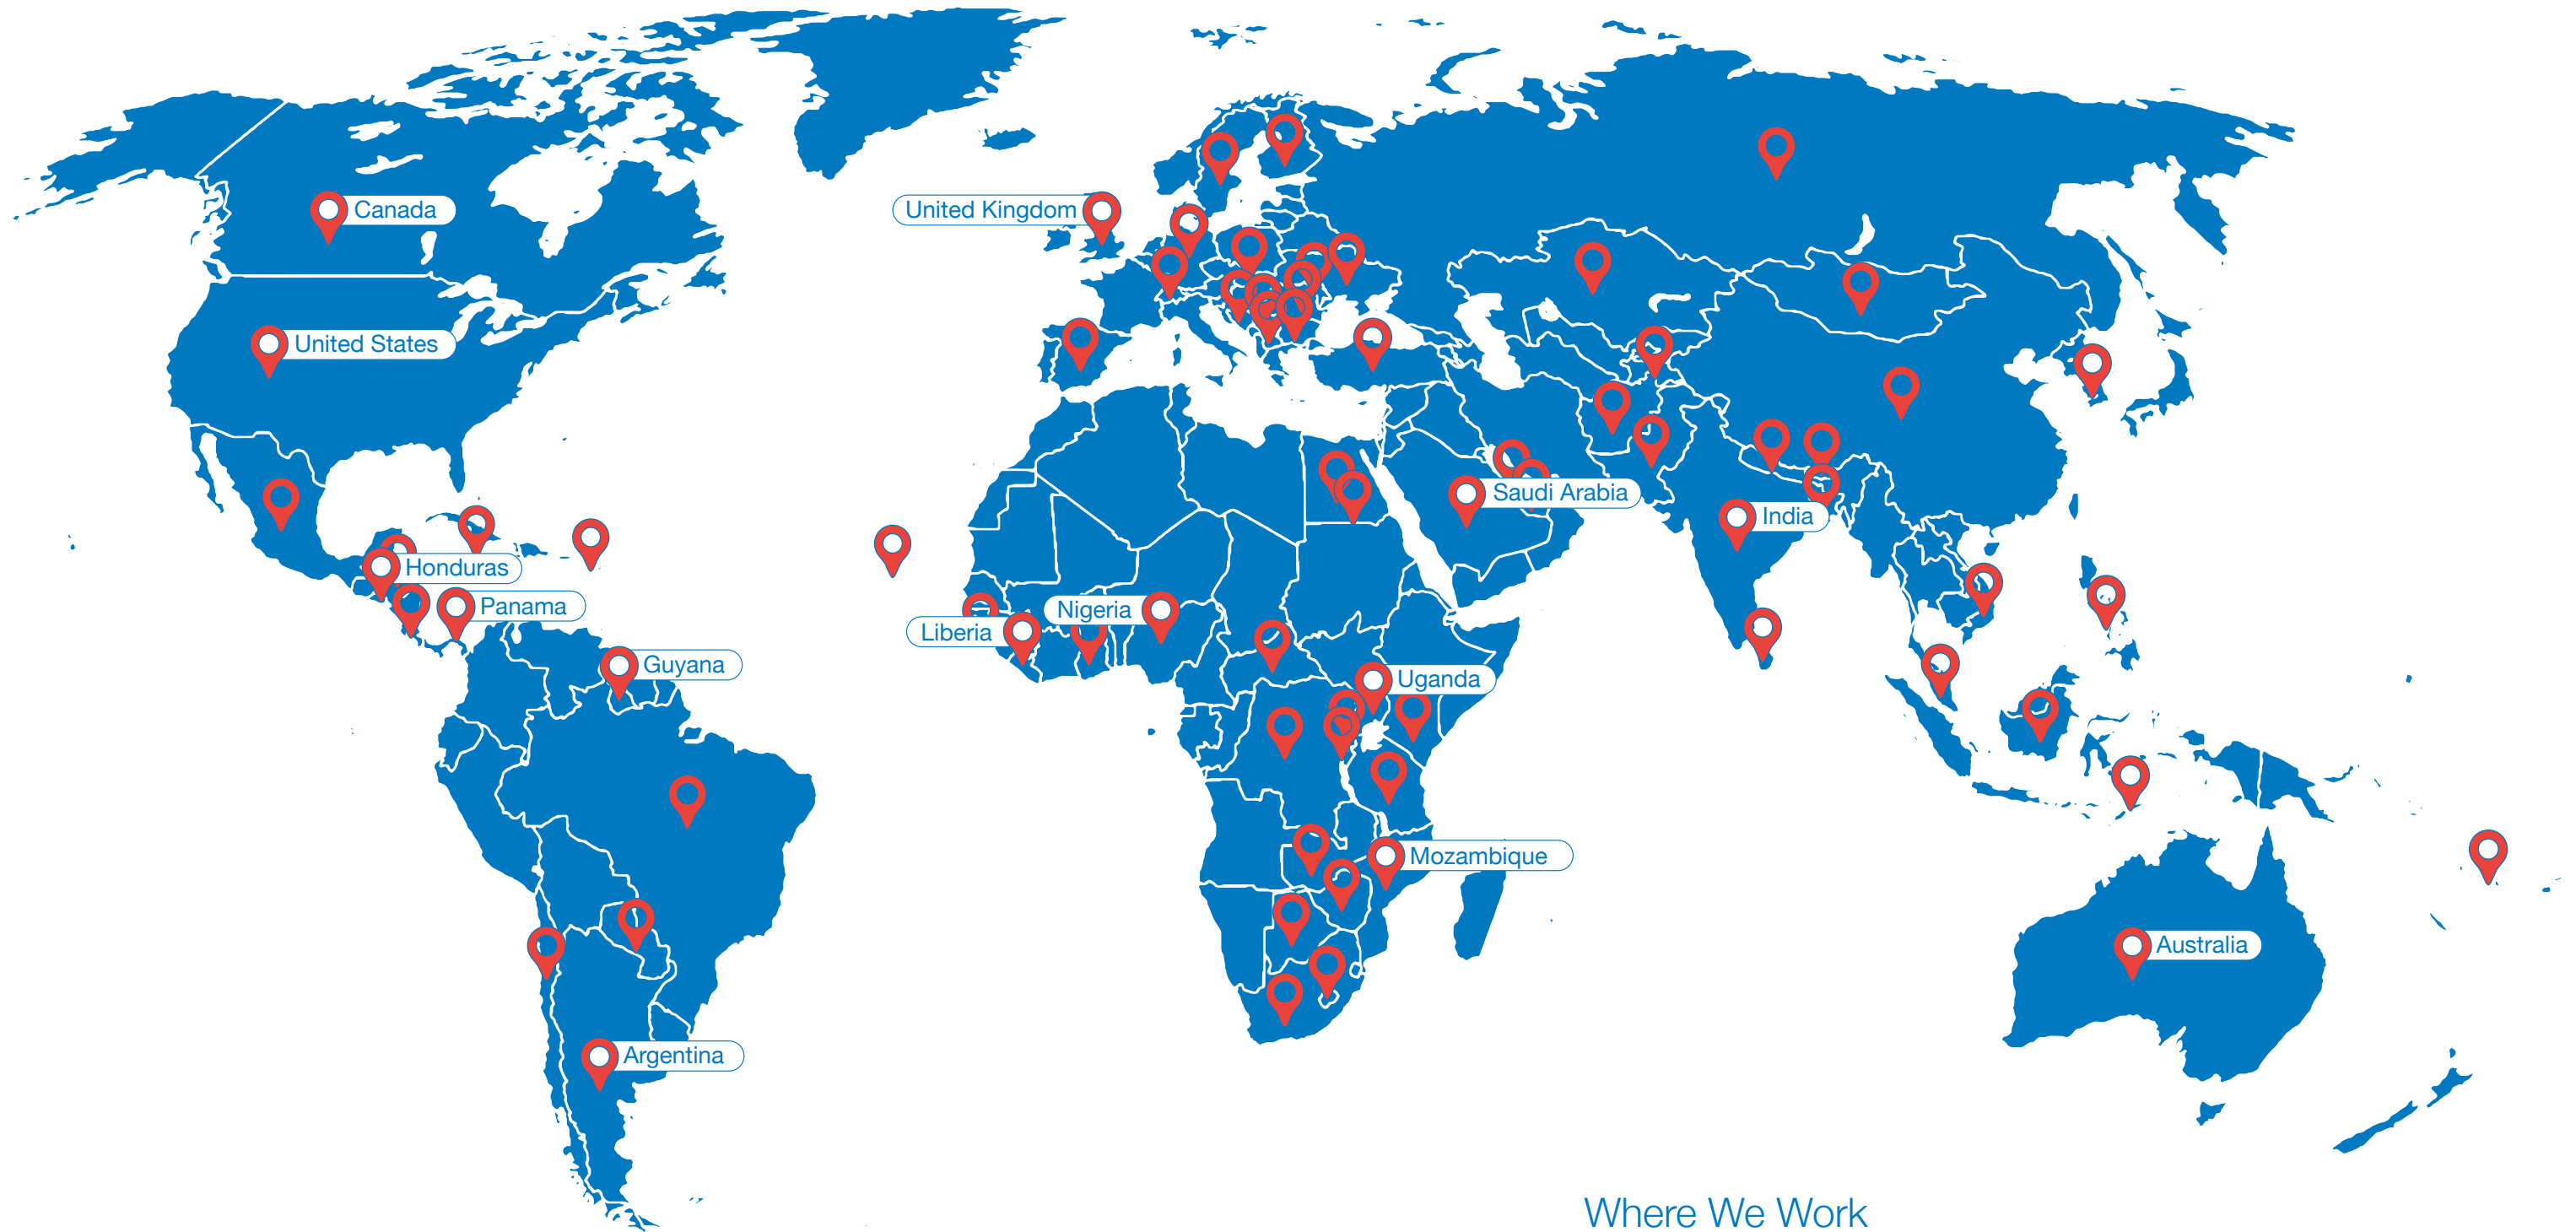 Canada
United Kingdom
United States
Saudi Arabia
India
Honduras
Panama
Nigeria
Liberia
Guyana
Uganda
Mozambique
Australia
Argentina
Where We Work